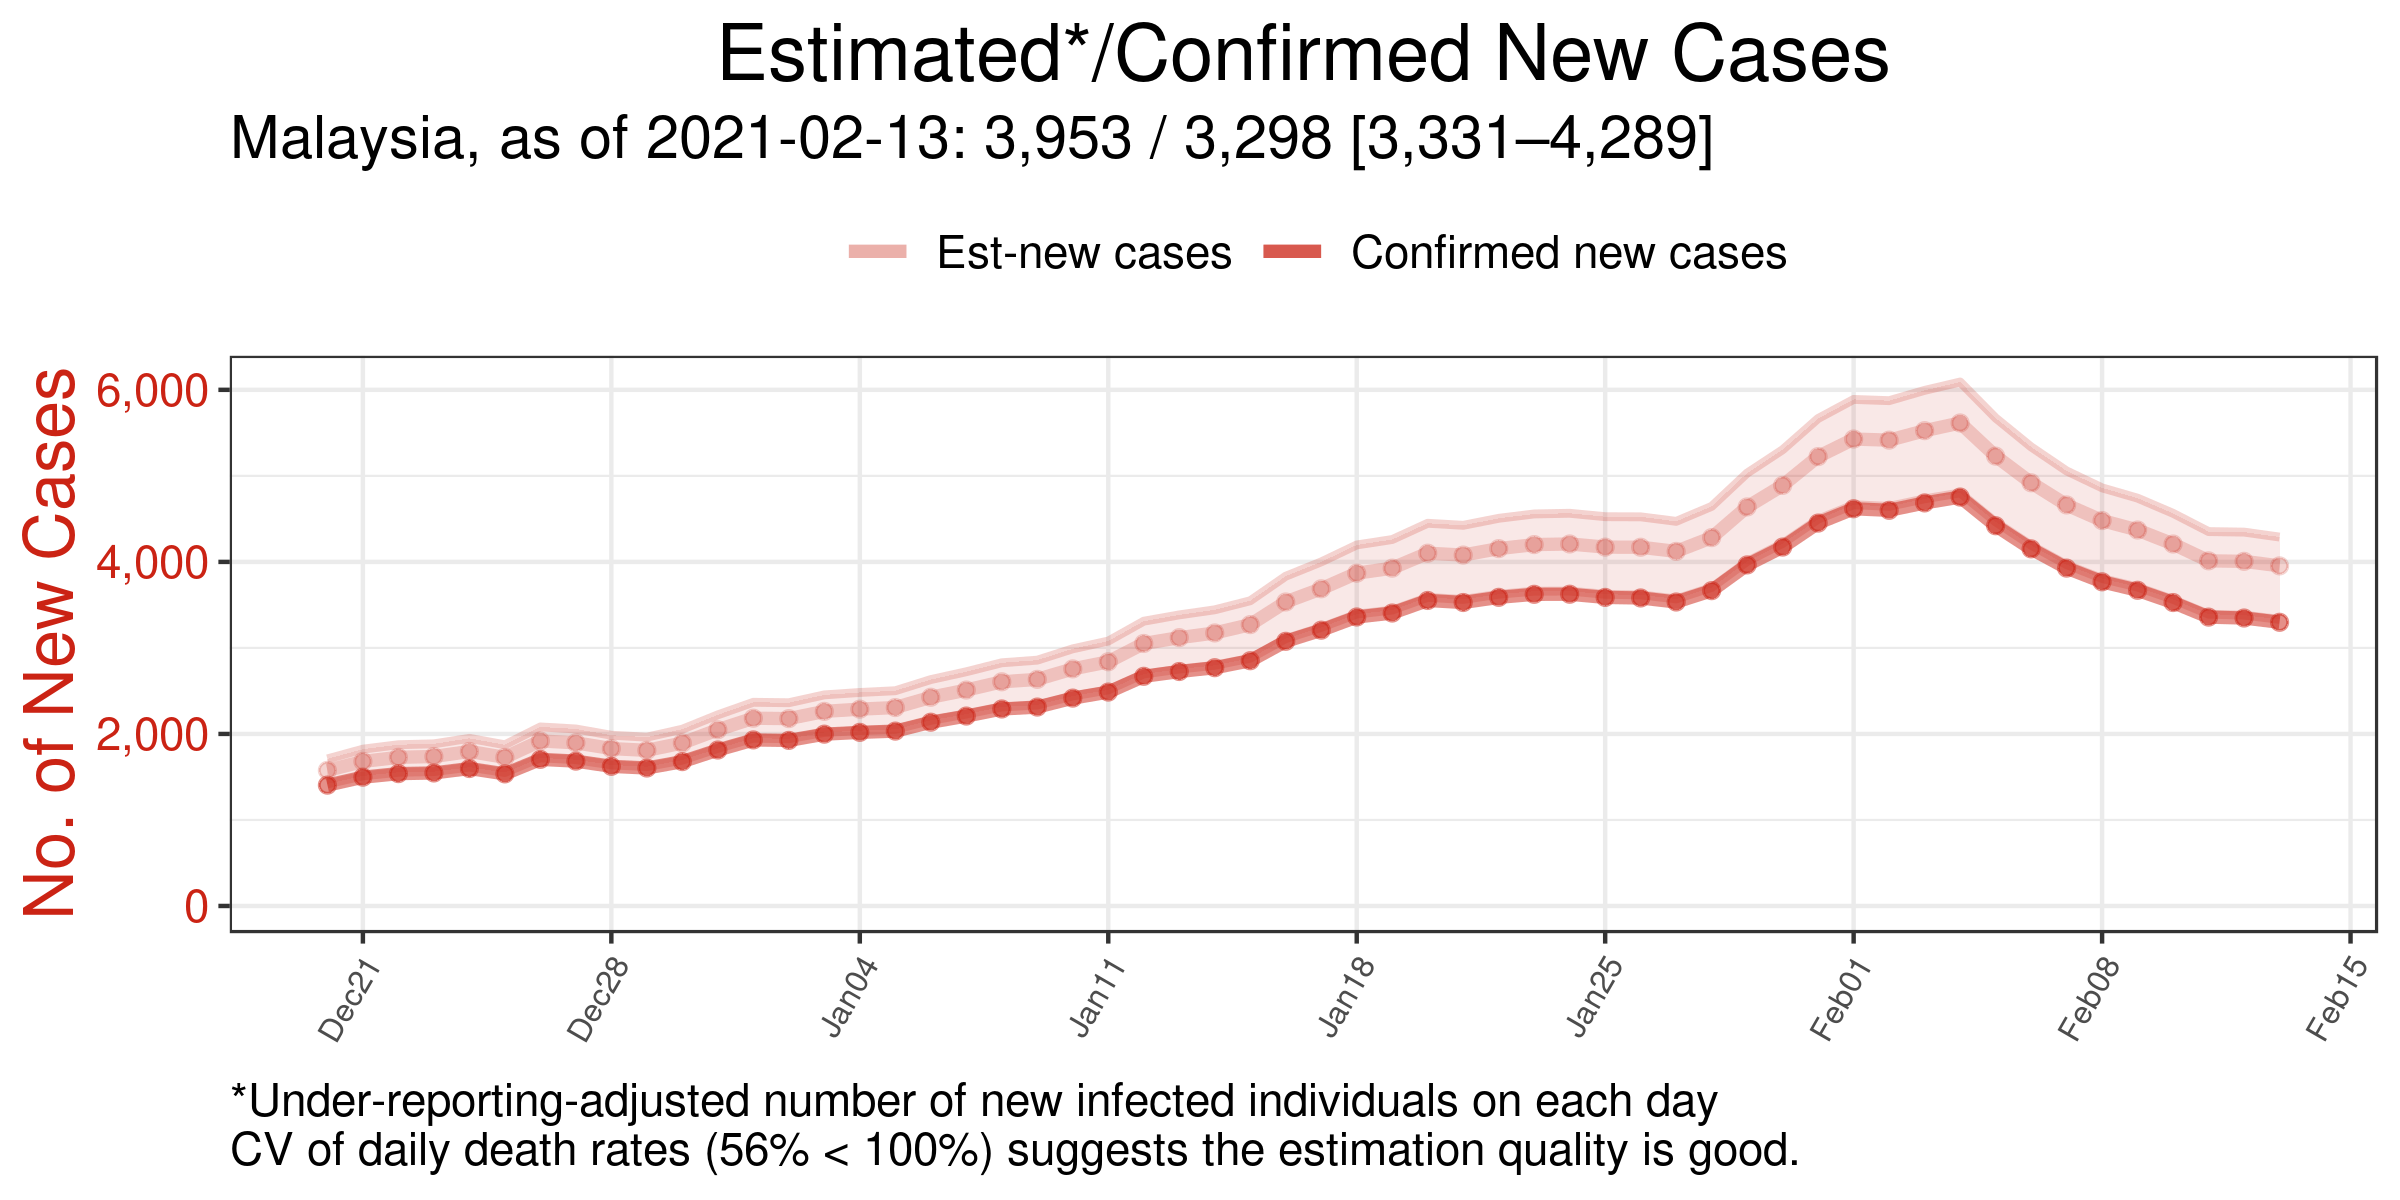 Estimated*/Confirmed New Cases
Malaysia, as of 2021-02-13: 3,953 / 3,298 [3,331–4,289]
Est-new cases Confirmed new cases
No. of New Cases
6,000
4,000
2,000
0
Dec21 Dec28 Jan04 Jan11 Jan18 Jan25 Feb01 Feb08 Feb15
*Under-reporting-adjusted number of new infected individuals on each day
CV of daily death rates (56% < 100%) suggests the estimation quality is good.